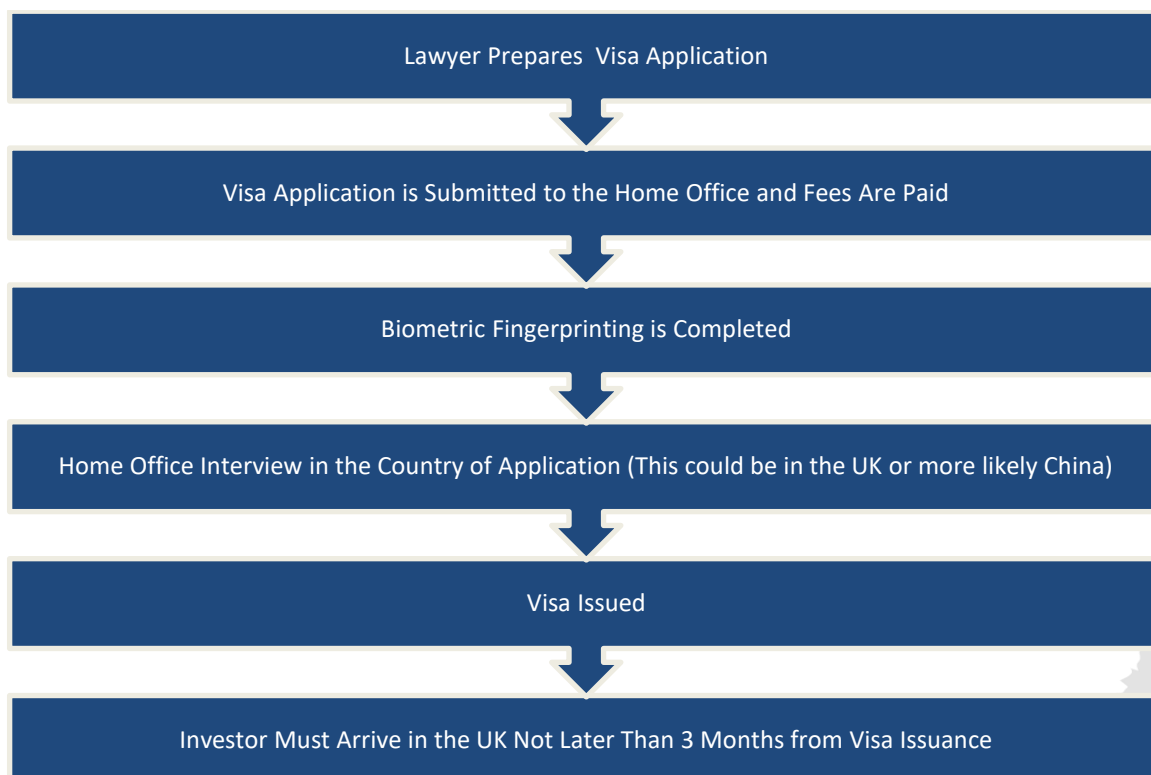 Lawyer Prepares  Visa Application
Visa Application is Submitted to the Home Office and Fees Are Paid
Biometric Fingerprinting is Completed
Home Office Interview in the Country of Application (This could be in the UK or more likely China)
Visa Issued
Investor Must Arrive in the UK Not Later Than 3 Months from Visa Issuance